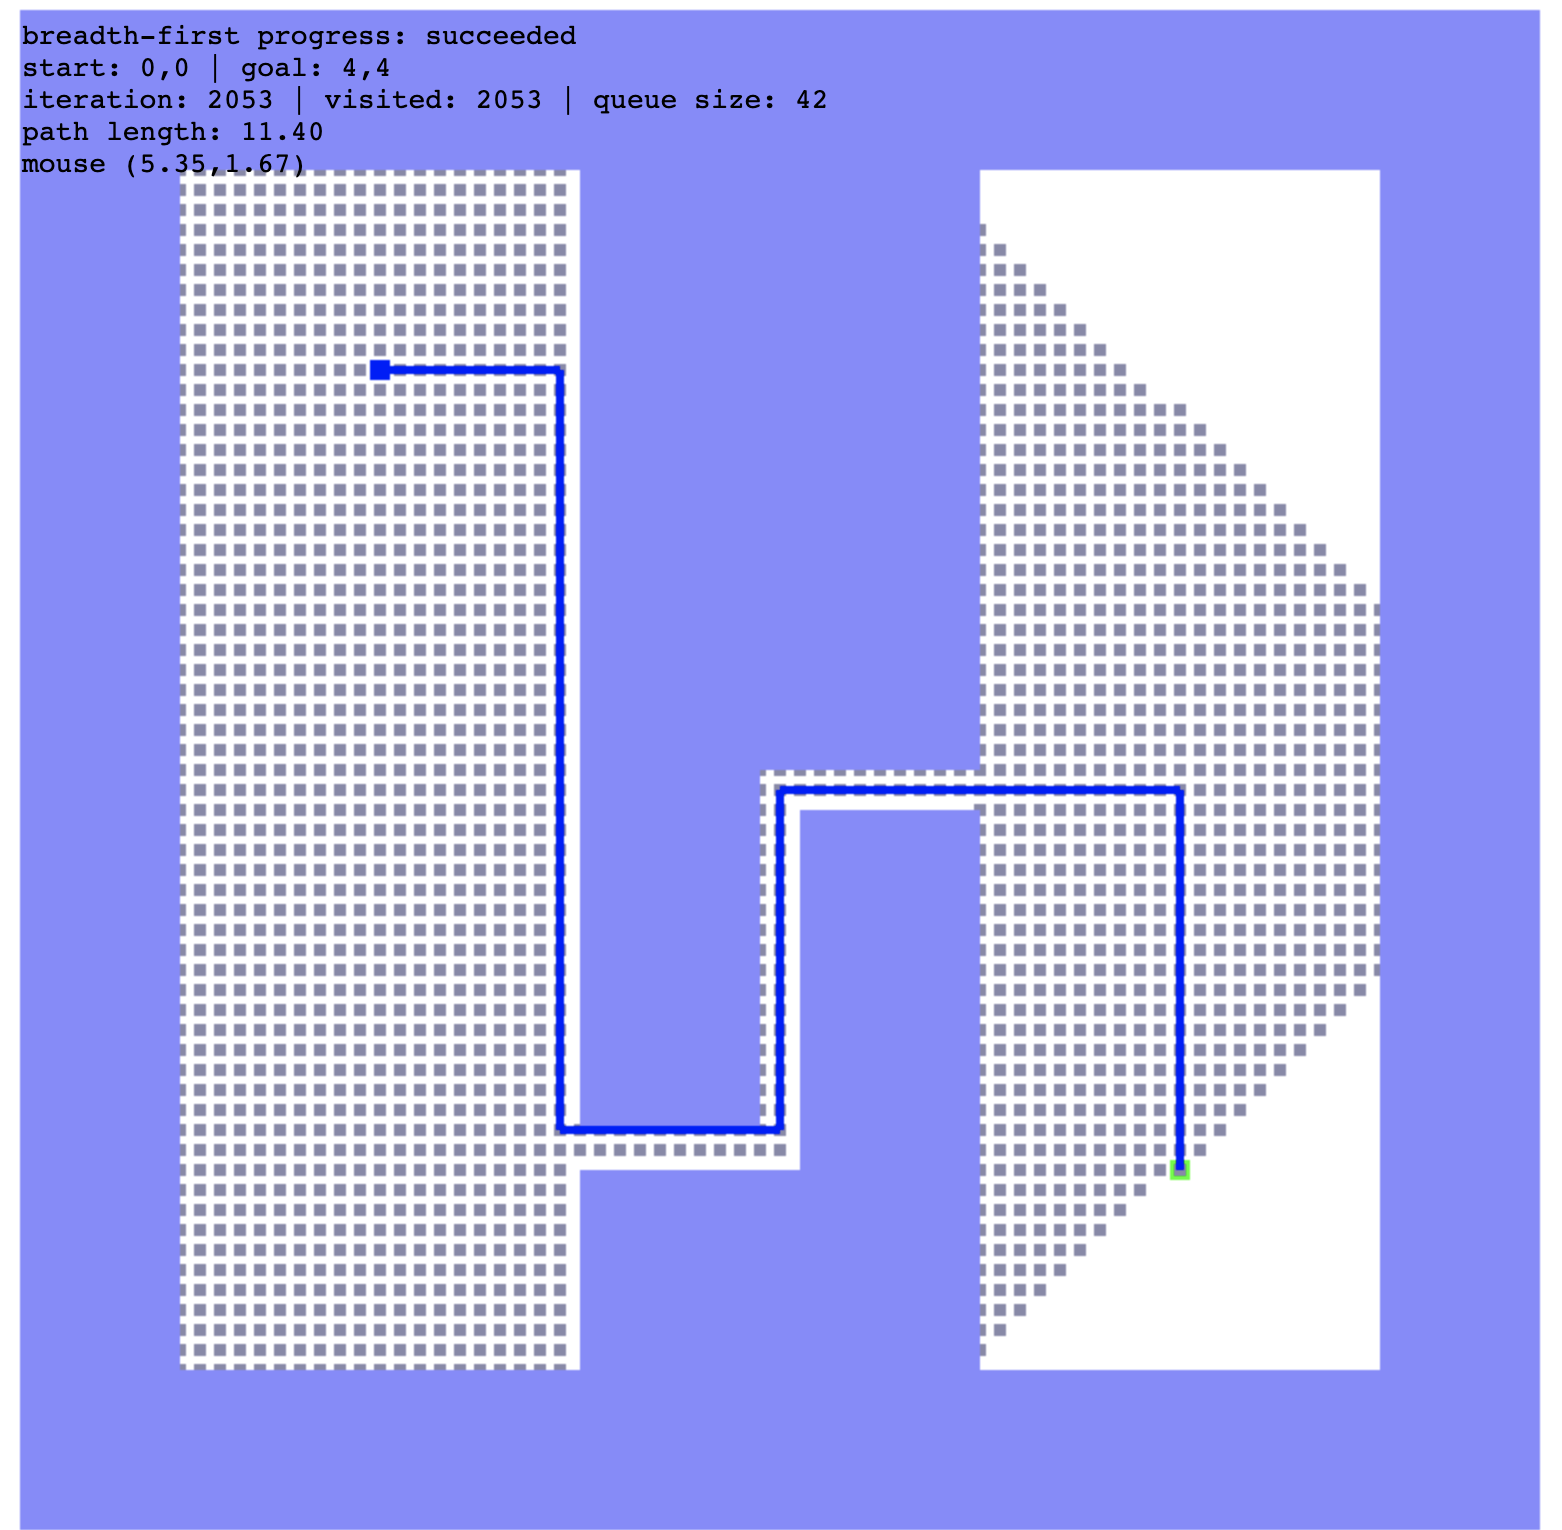 breadth-first progress: succeeded
start: 0,0 | goal: 4,4
iteration: 2053 | visited: 2053 | queue size: 42
path length: 11.40
mouse (5.35,1.67)